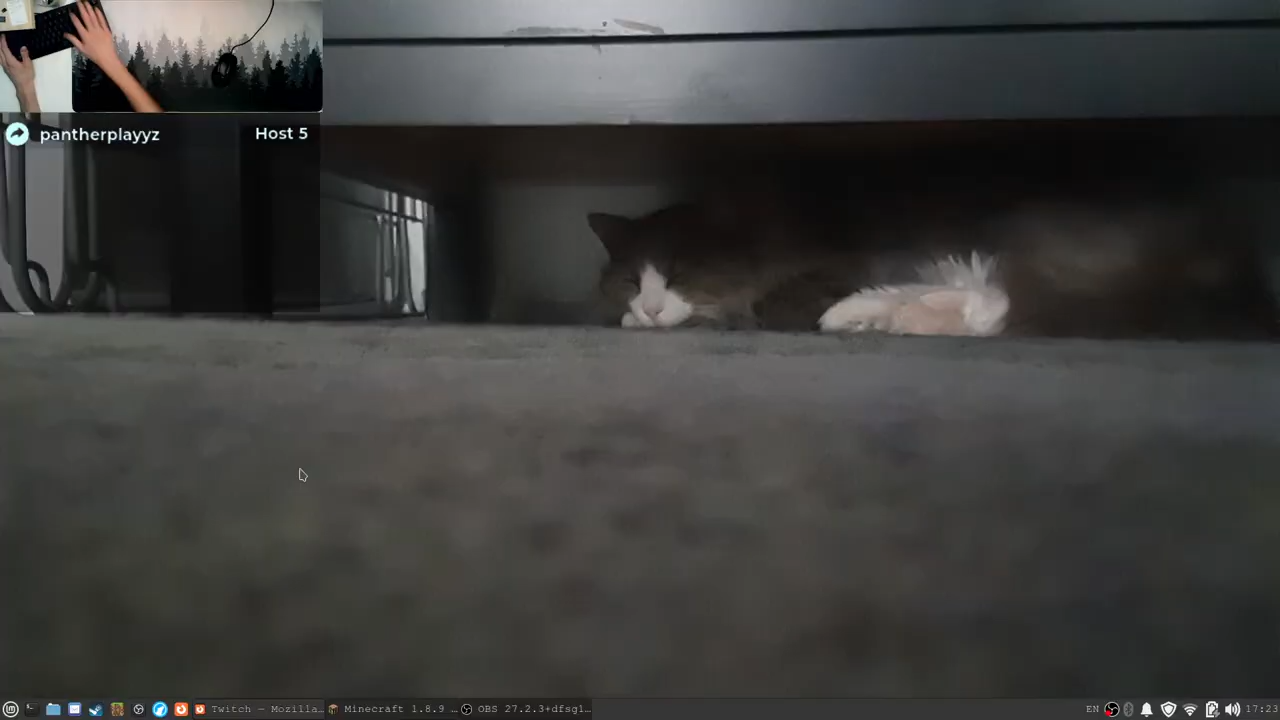 pantherplayyz Host 5
Twitch — Mozilla...
Minecraft 1.8.9 ...
OBS 27.2.3+dfsg1...
EN
17:23